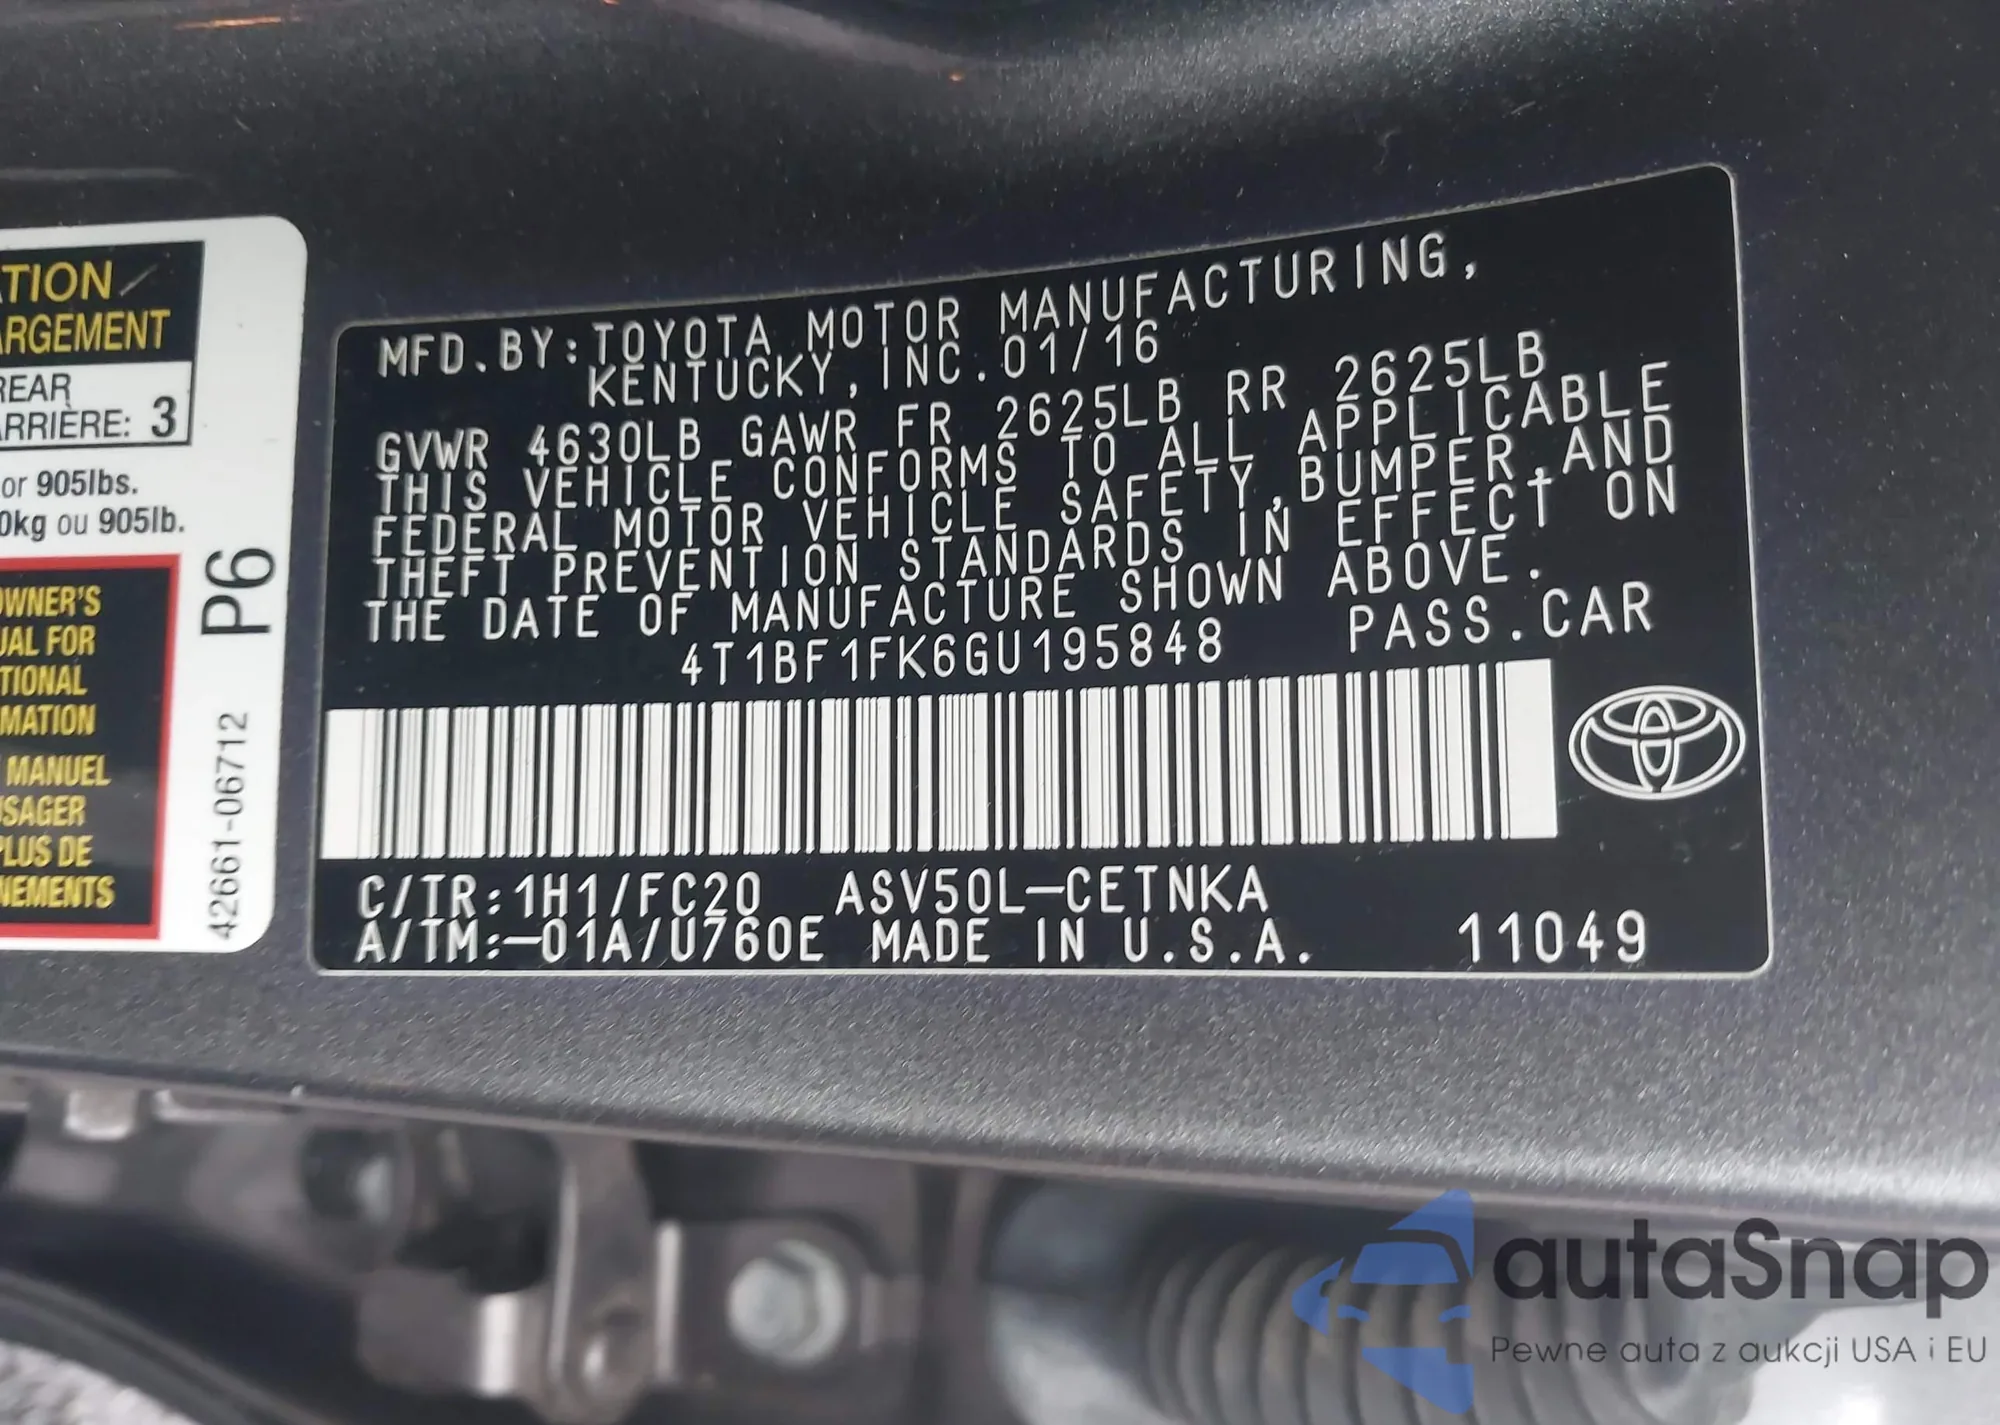 TION
ARGEMENT
REAR
ARRIÈRE: 3
or 905lbs.
0kg ou 905lb.
OWNER'S
UAL FOR
TIONAL
MATION
MANUEL
USAGER
PLUS DE
NEMENTS
P6
42661-06712
MFD.BY:TOYOTA MOTOR MANUFACTURING,
KENTUCKY,INC.01/16
GVWR 4630LB GAWR FR 2625LB RR 2625LB
THIS VEHICLE CONFORMS TO ALL APPLICABLE
FEDERAL MOTOR VEHICLE SAFETY,BUMPER,AND
THEFT PREVENTION STANDARDS IN EFFECT ON
THE DATE OF MANUFACTURE SHOWN ABOVE.
4T1BF1FK6GU195848 PASS.CAR
C/TR:1H1/FC20 ASV50L-CETNKA
A/TM:-01A/U760E MADE IN U.S.A. 11049
autaSnap
Pewne auta z aukcji USA i EU